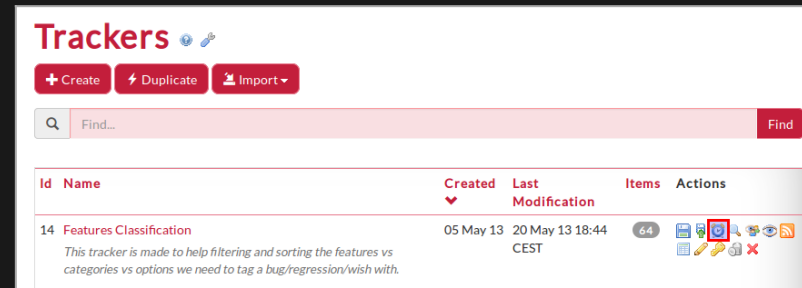 Trackers
Create Duplicate Import
Find... Find
Id Name Created Last Modification Items Actions
14 Features Classification 05 May 13 20 May 13 18:44 CEST 64
This tracker is made to help filtering and sorting the features vs
categories vs options we need to tag a bug/regression/wish with.